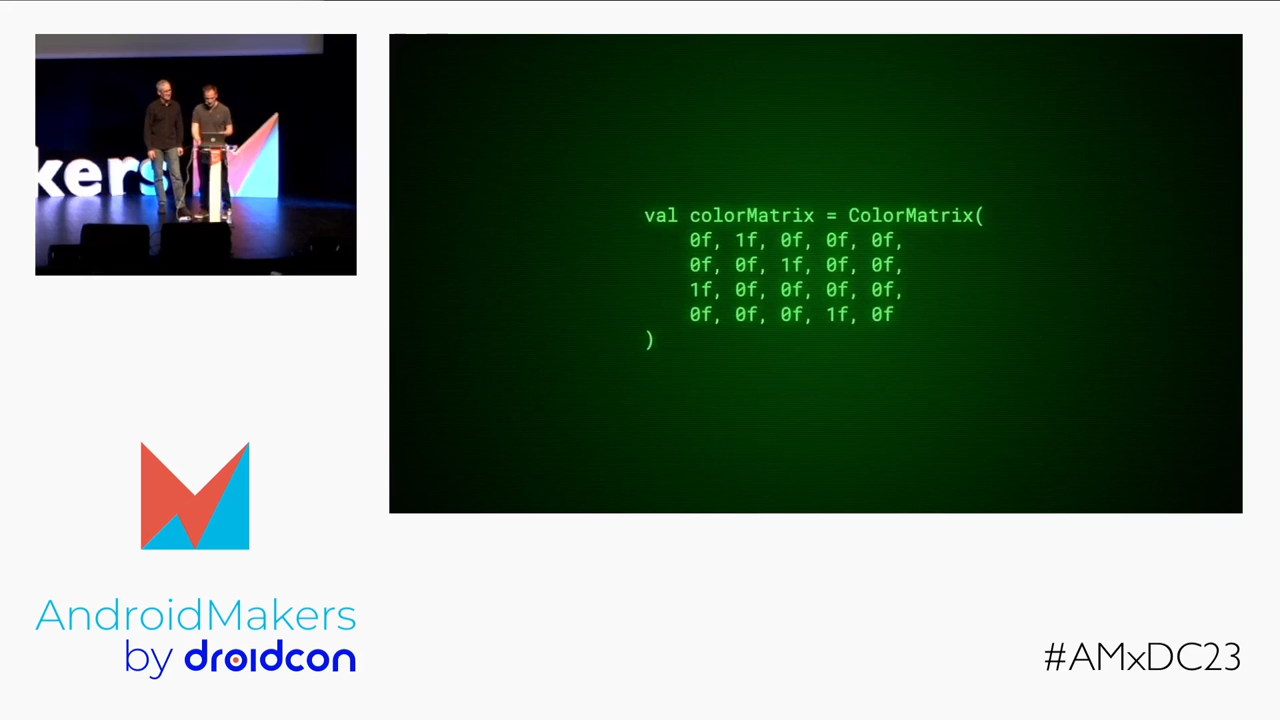 kers
val colorMatrix = ColorMatrix(
0f, 1f, 0f, 0f, 0f,
0f, 0f, 1f, 0f, 0f,
1f, 0f, 0f, 0f, 0f,
0f, 0f, 0f, 1f, 0f
)
AndroidMakers
by droidcon
#AMxDC23